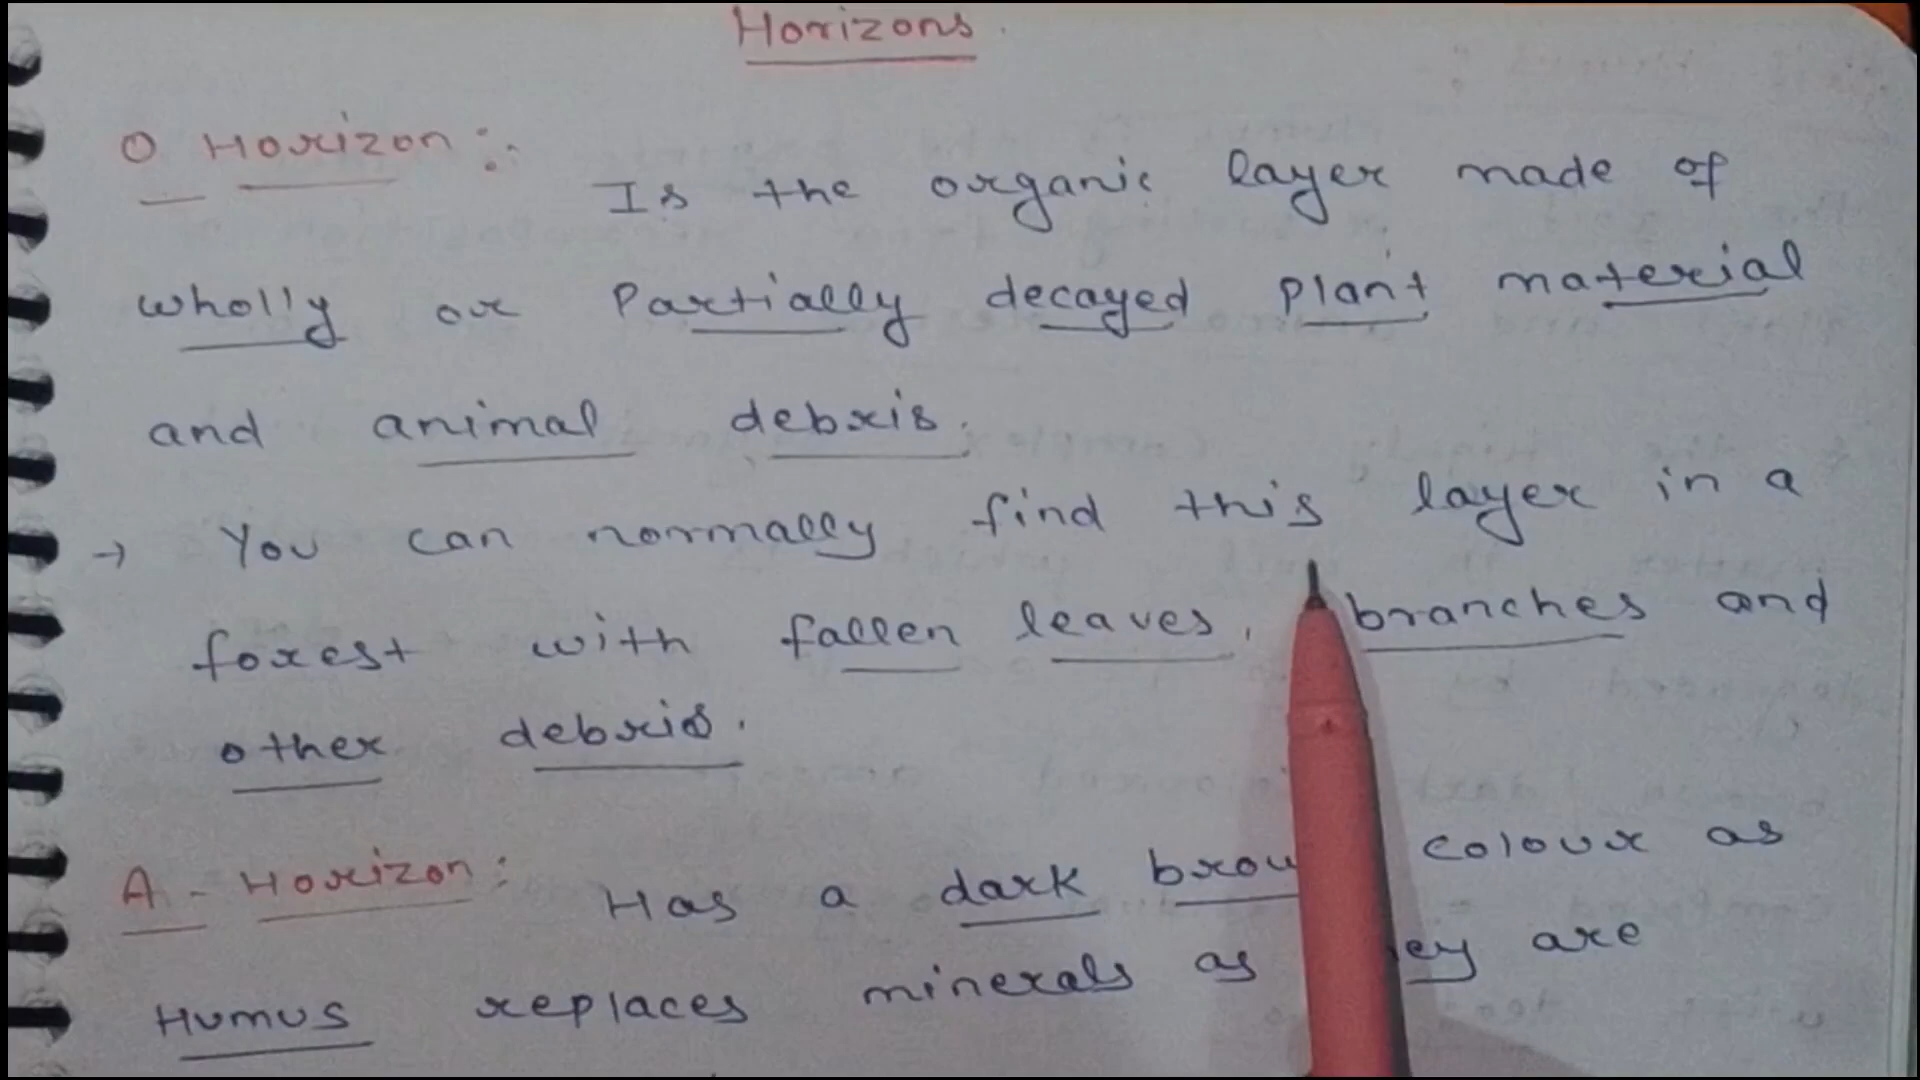 Horizons.
O Horizon :- Is the organic layer made of
wholly or Partially decayed plant material
and animal debris.
→ You can normally find this layer in a
forest with fallen leaves, branches and
other debris.
A - Horizon: Has a dark colour as
Humus replaces minerals as are